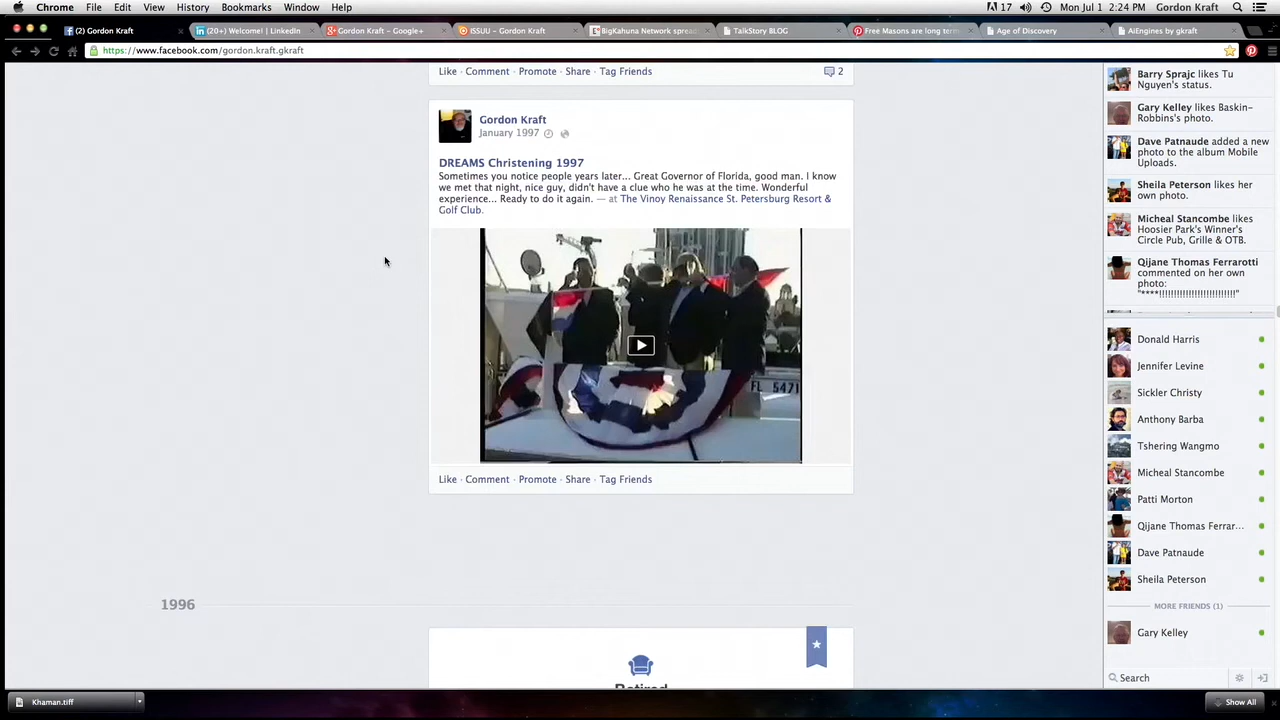 Chrome File Edit View History Bookmarks Window Help
17 Mon Jul 1 2:24 PM Gordon Kraft
(2) Gordon Kraft
(20+) Welcome! | LinkedIn
Gordon Kraft - Google+
ISSUU - Gordon Kraft
BigKahuna Network sprea
TalkStory BLOG
Free Masons are long ter
Age of Discovery
AiEngines by gkraft
https://www.facebook.com/gordon.kraft.gkraft
Like · Comment · Promote · Share · Tag Friends
2
Gordon Kraft
January 1997
DREAMS Christening 1997
Sometimes you notice people years later... Great Governor of Florida, good man. I know
we met that night, nice guy, didn't have a clue who he was at the time. Wonderful
experience... Ready to do it again. — at The Vinoy Renaissance St. Petersburg Resort &
Golf Club.
FL 5471
Like · Comment · Promote · Share · Tag Friends
1996
Retired
Barry Sprajc likes Tu
Nguyen's status.
Gary Kelley likes Baskin-
Robbins's photo.
Dave Patnaude added a new
photo to the album Mobile
Uploads.
Sheila Peterson likes her
own photo.
Micheal Stancombe likes
Hoosier Park's Winner's
Circle Pub, Grille & OTB.
Qijane Thomas Ferrarotti
commented on her own
photo:
Donald Harris
Jennifer Levine
Sickler Christy
Anthony Barba
Tshering Wangmo
Micheal Stancombe
Patti Morton
Qijane Thomas Ferrar...
Dave Patnaude
Sheila Peterson
MORE FRIENDS (1)
Gary Kelley
Search
Khaman.tiff
Show All